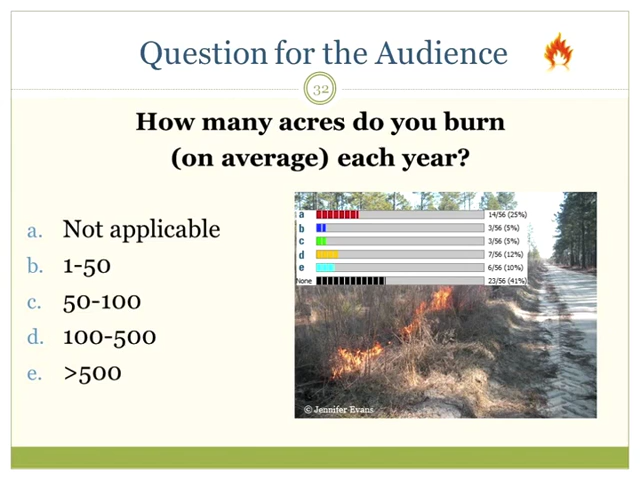 Question for the Audience
32
How many acres do you burn
(on average) each year?
a. Not applicable
b. 1-50
c. 50-100
d. 100-500
e. >500
a 14/56 (25%)
b 3/56 (5%)
c 3/56 (5%)
d 7/56 (12%)
e 6/56 (10%)
None 23/56 (41%)
© Jennifer Evans